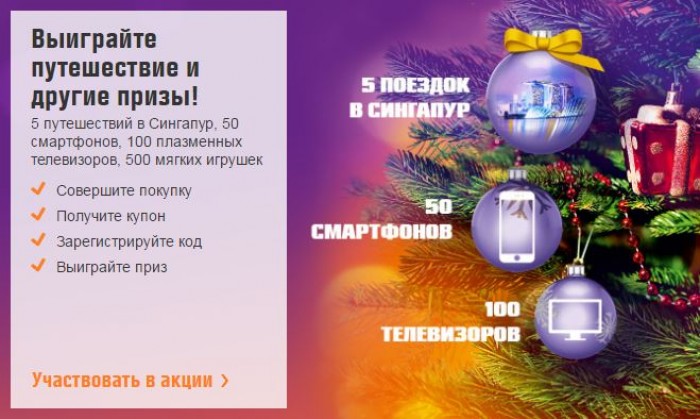 Выиграйте
путешествие и
другие призы!
5 путешествий в Сингапур, 50
смартфонов, 100 плазменных
телевизоров, 500 мягких игрушек
Совершите покупку
Получите купон
Зарегистрируйте код
Выиграйте приз
Участвовать в акции
5 ПОЕЗДОК
В СИНГАПУР
50
СМАРТФОНОВ
100
ТЕЛЕВИЗОРОВ